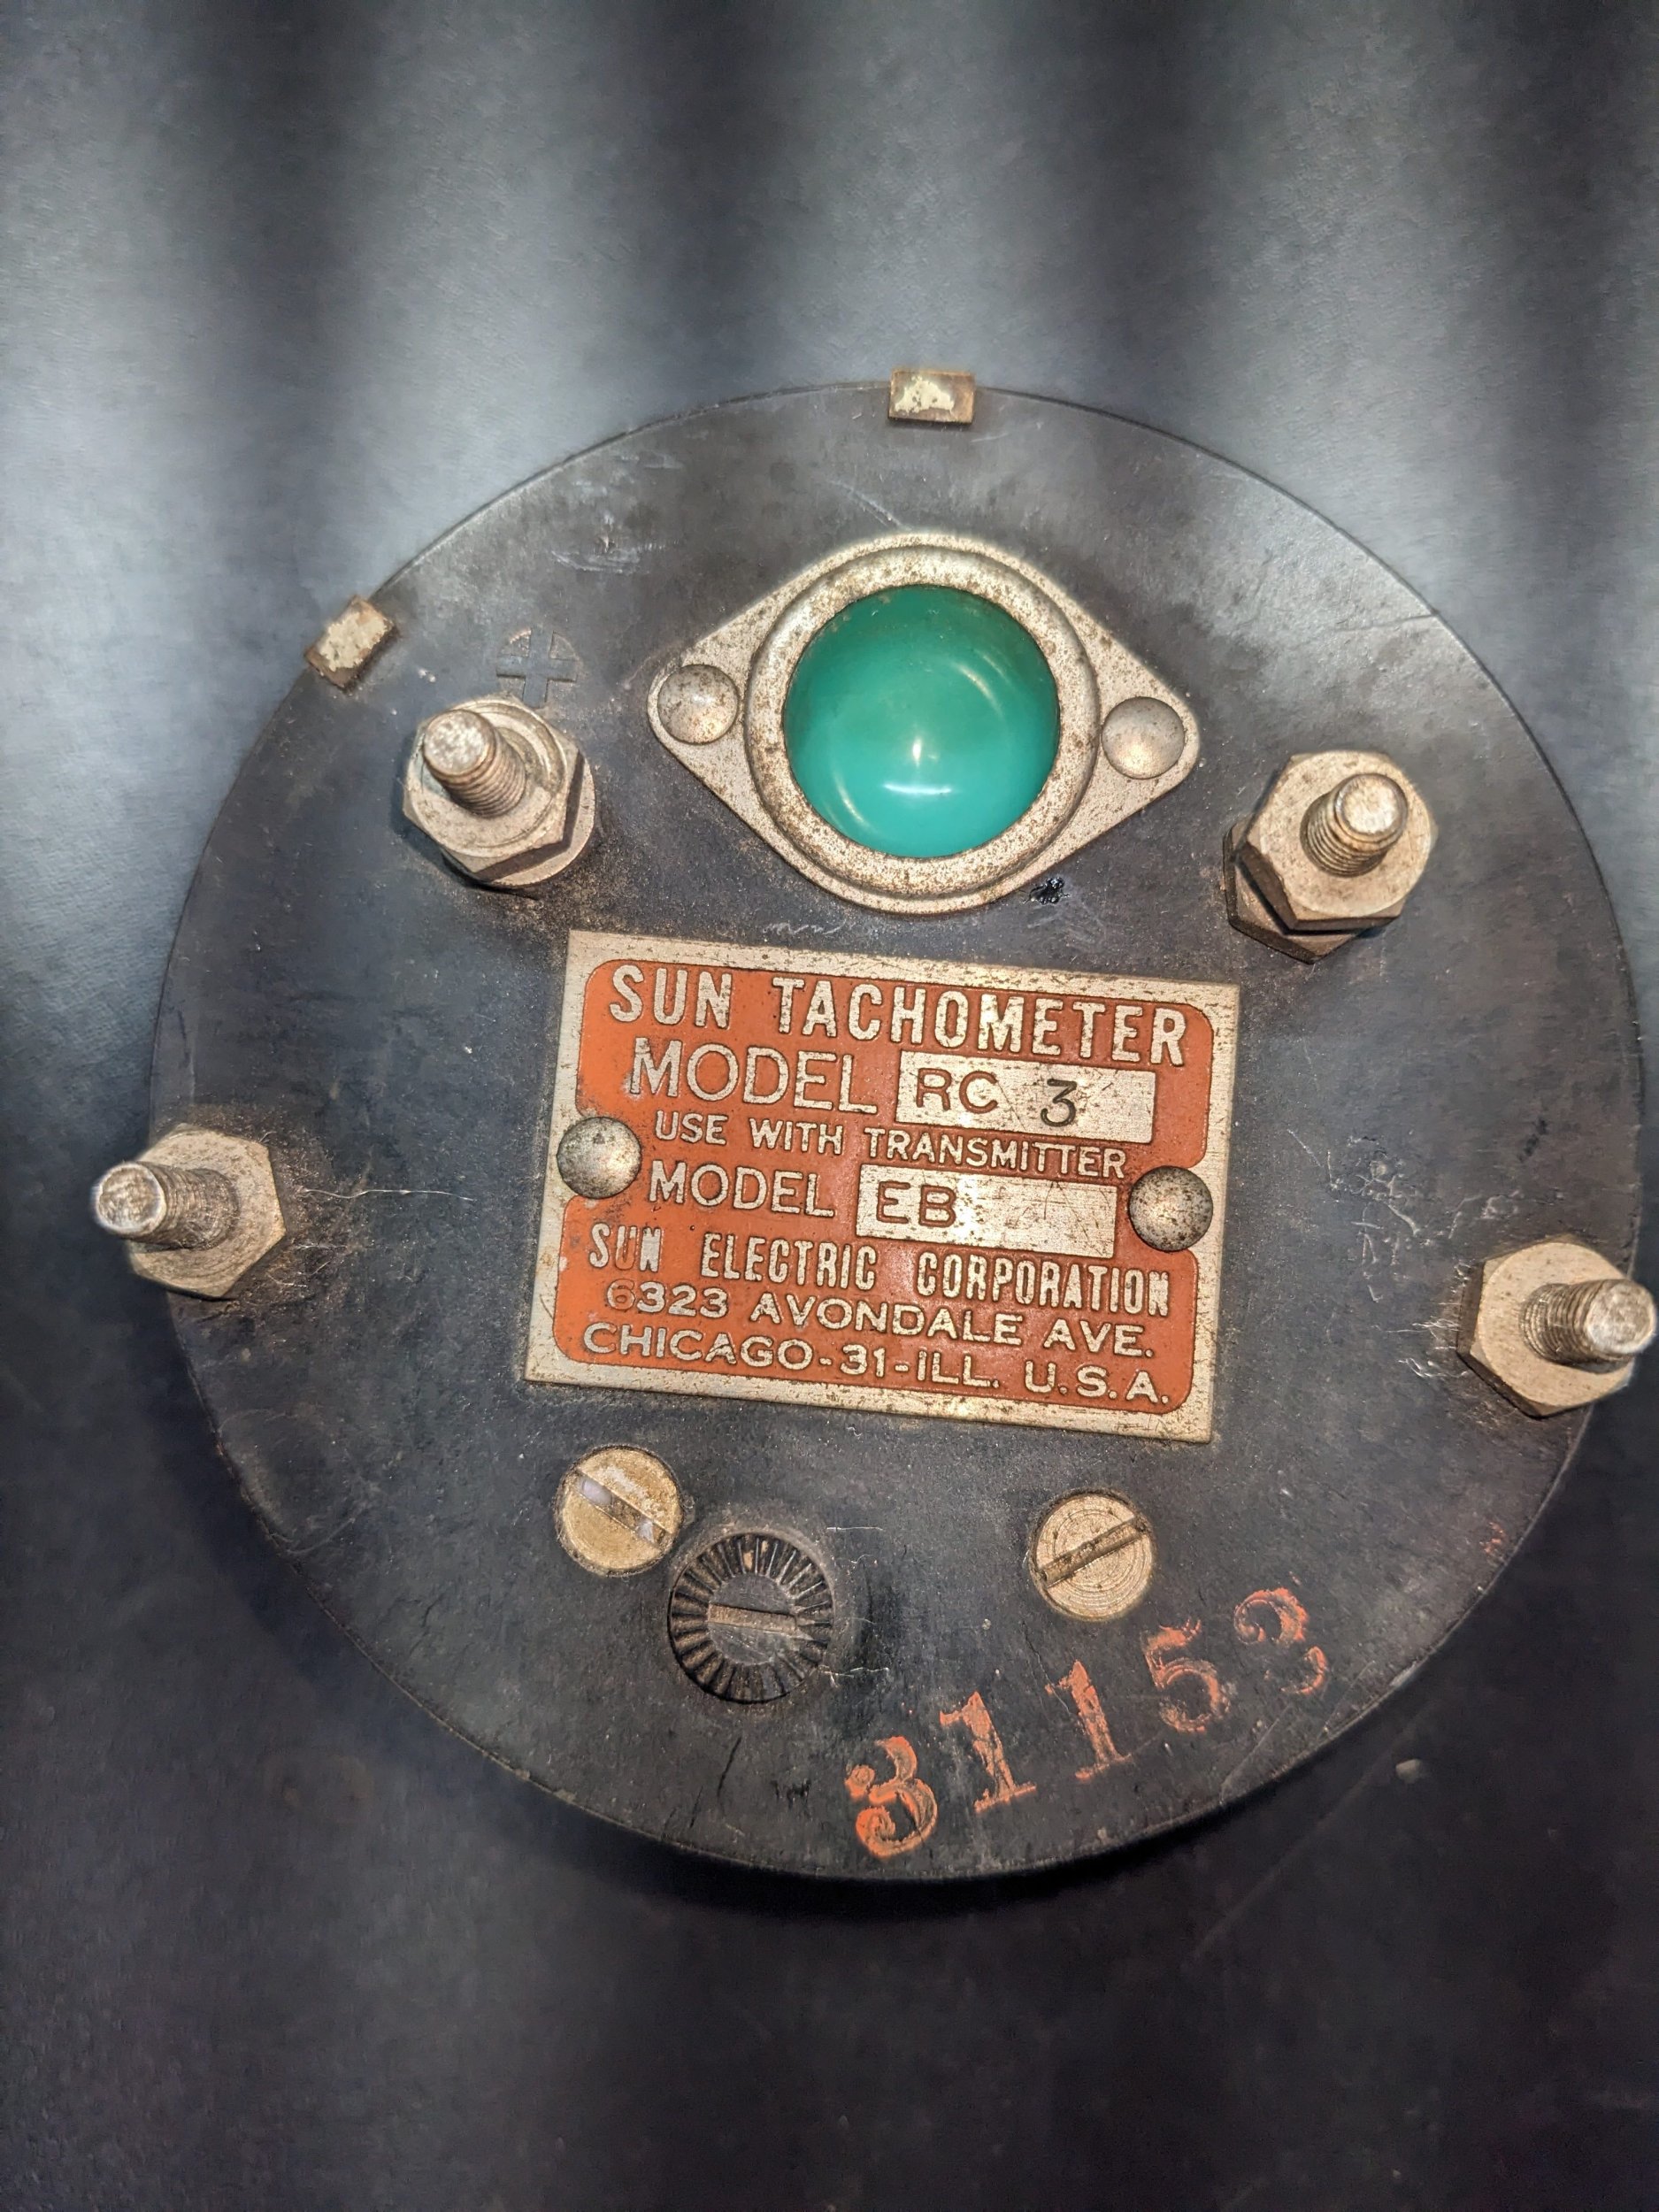 +
SUN TACHOMETER
MODEL RC 3
USE WITH TRANSMITTER
MODEL EB
SUN ELECTRIC CORPORATION
6323 AVONDALE AVE.
CHICAGO-31-ILL. U.S.A.
31153